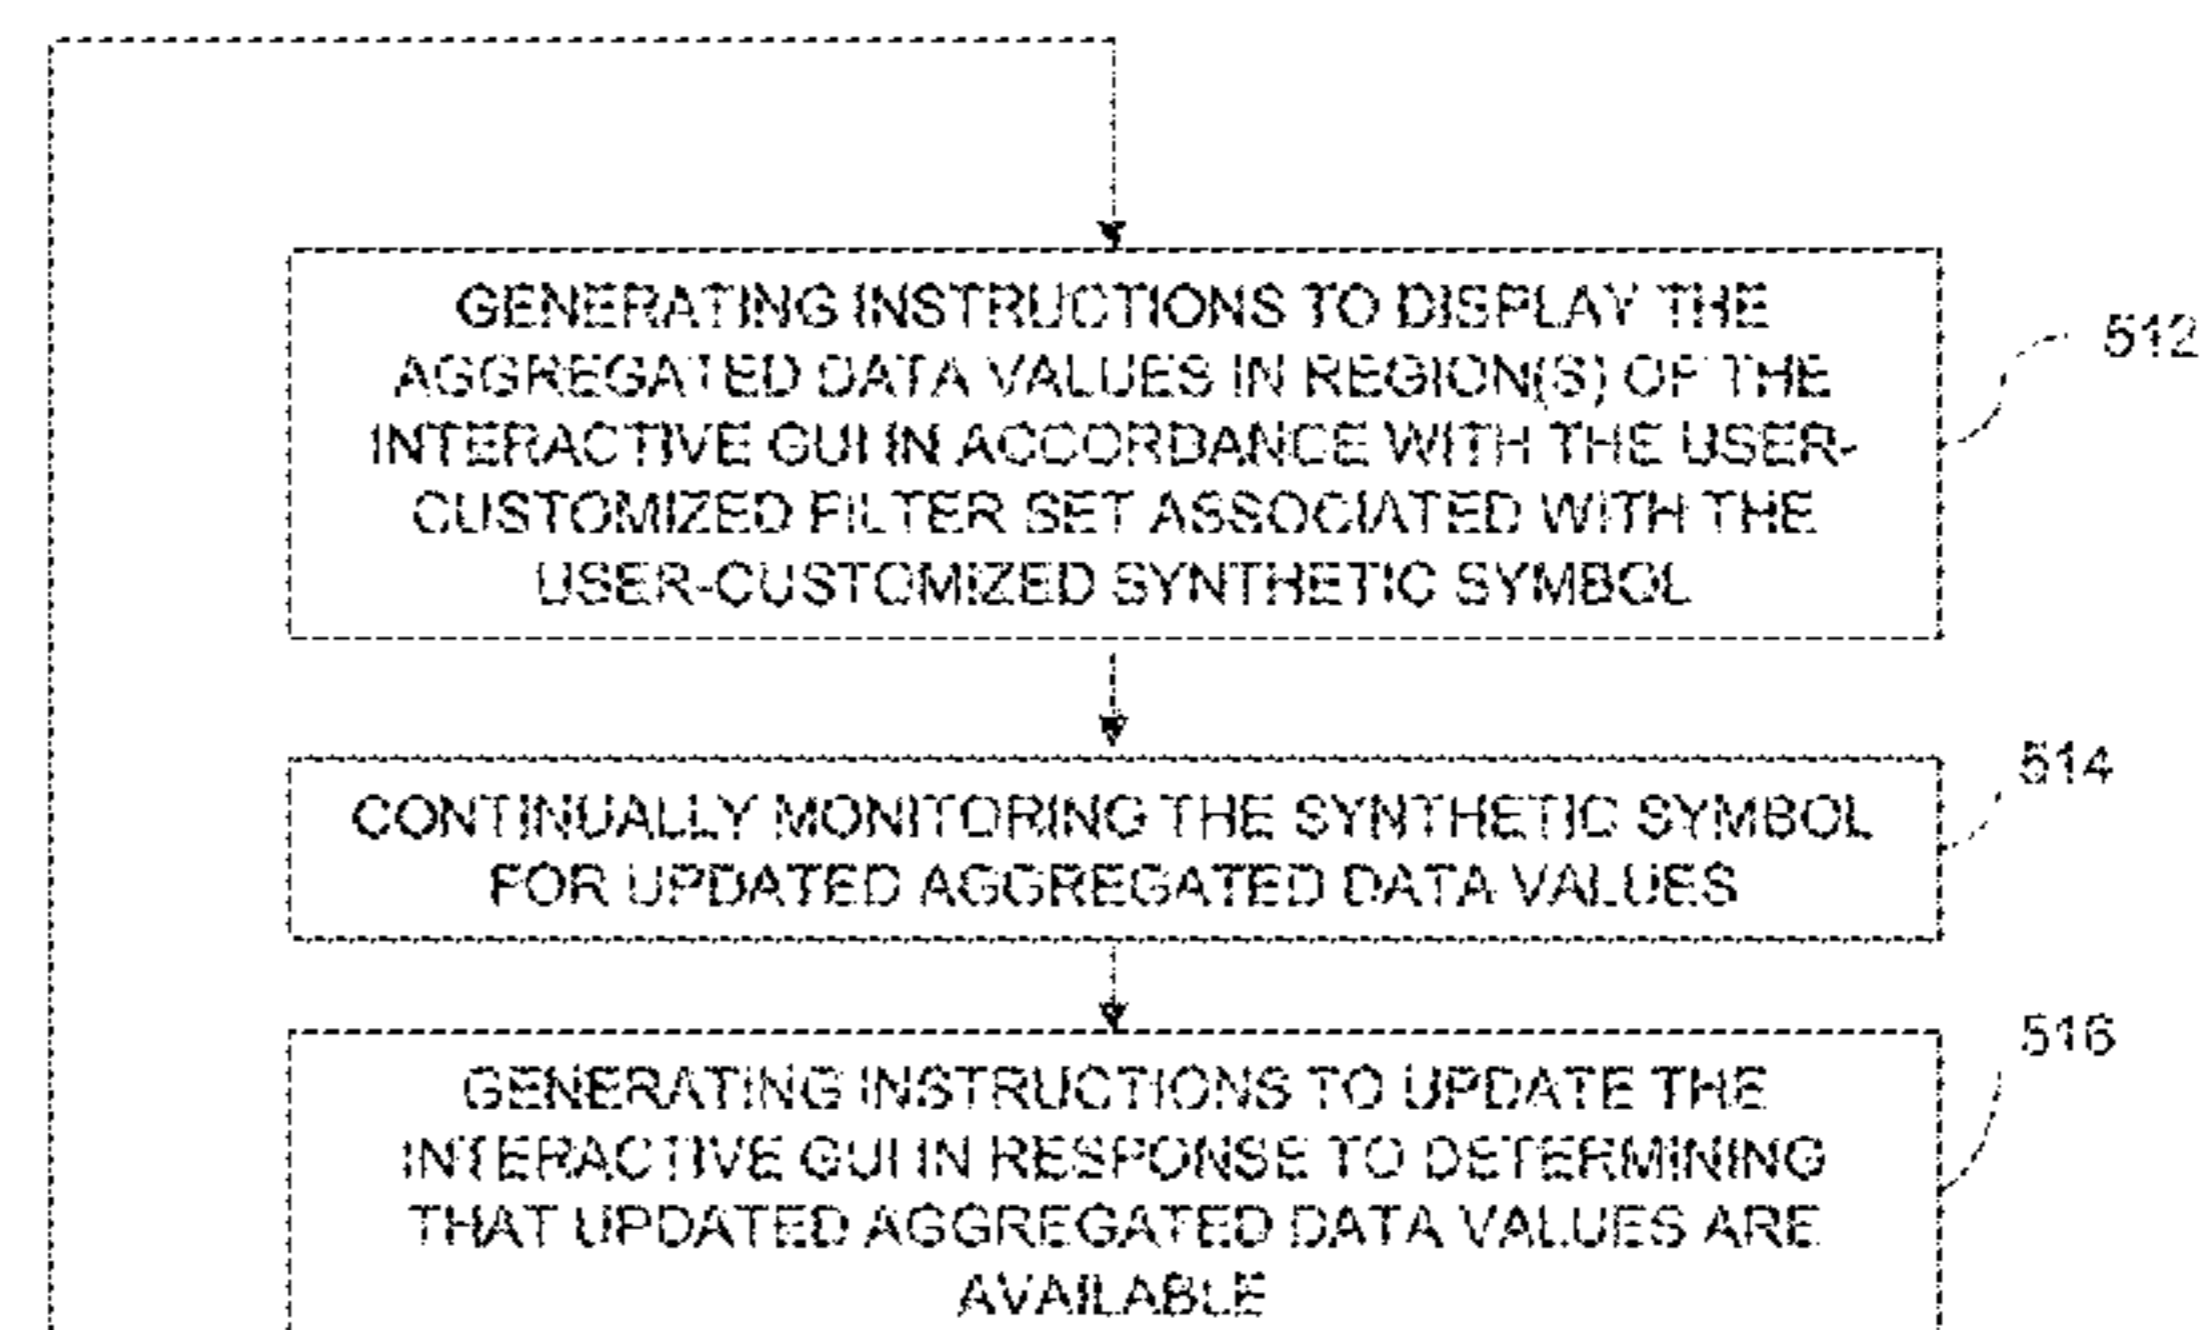 GENERATING INSTRUCTIONS TO DISPLAY THE
AGGREGATED DATA VALUES IN REGION(S) OF THE
INTERACTIVE GUI IN ACCORDANCE WITH THE USER-
CUSTOMIZED FILTER SET ASSOCIATED WITH THE
USER-CUSTOMIZED SYNTHETIC SYMBOL
512
CONTINUALLY MONITORING THE SYNTHETIC SYMBOL
FOR UPDATED AGGREGATED DATA VALUES
514
GENERATING INSTRUCTIONS TO UPDATE THE
INTERACTIVE GUI IN RESPONSE TO DETERMINING
THAT UPDATED AGGREGATED DATA VALUES ARE
AVAILABLE
516